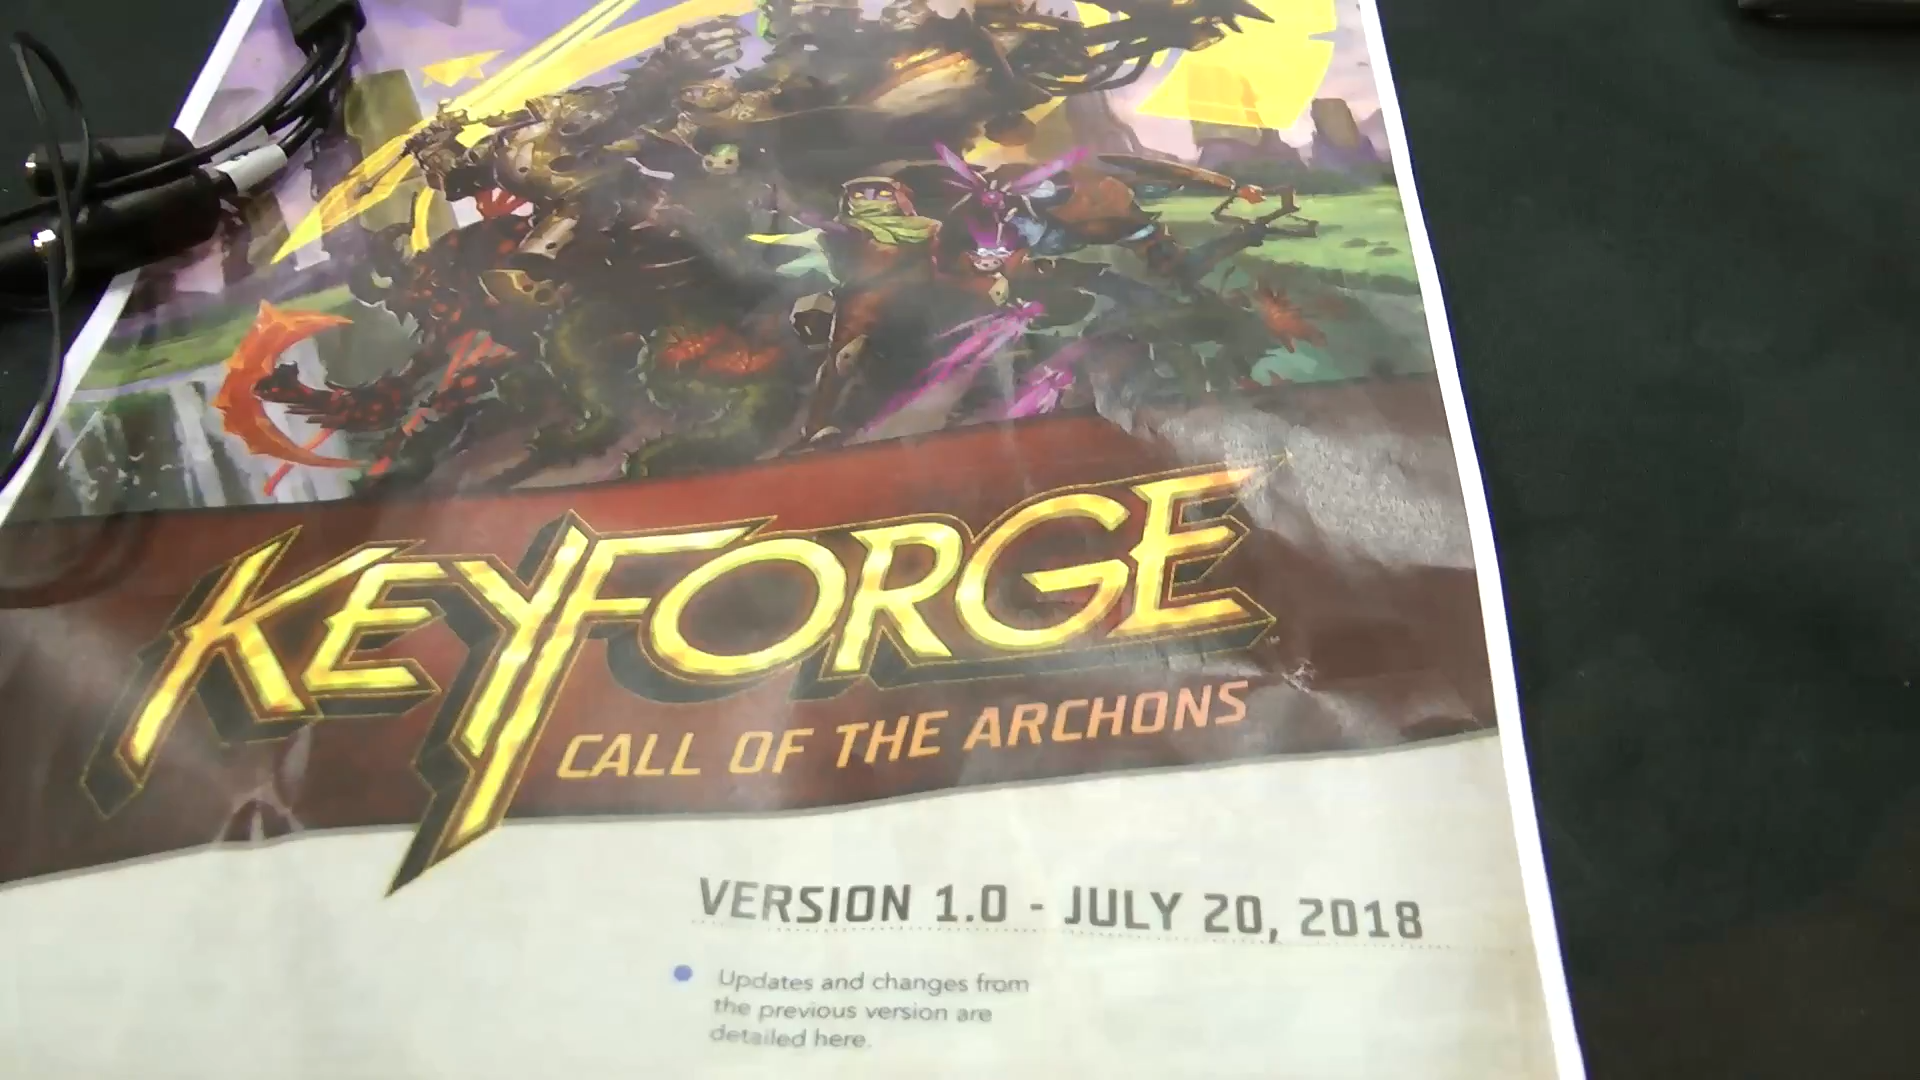 KEYFORGE
CALL OF THE ARCHONS
VERSION 1.0 - JULY 20, 2018
Updates and changes from
the previous version are
detailed here.